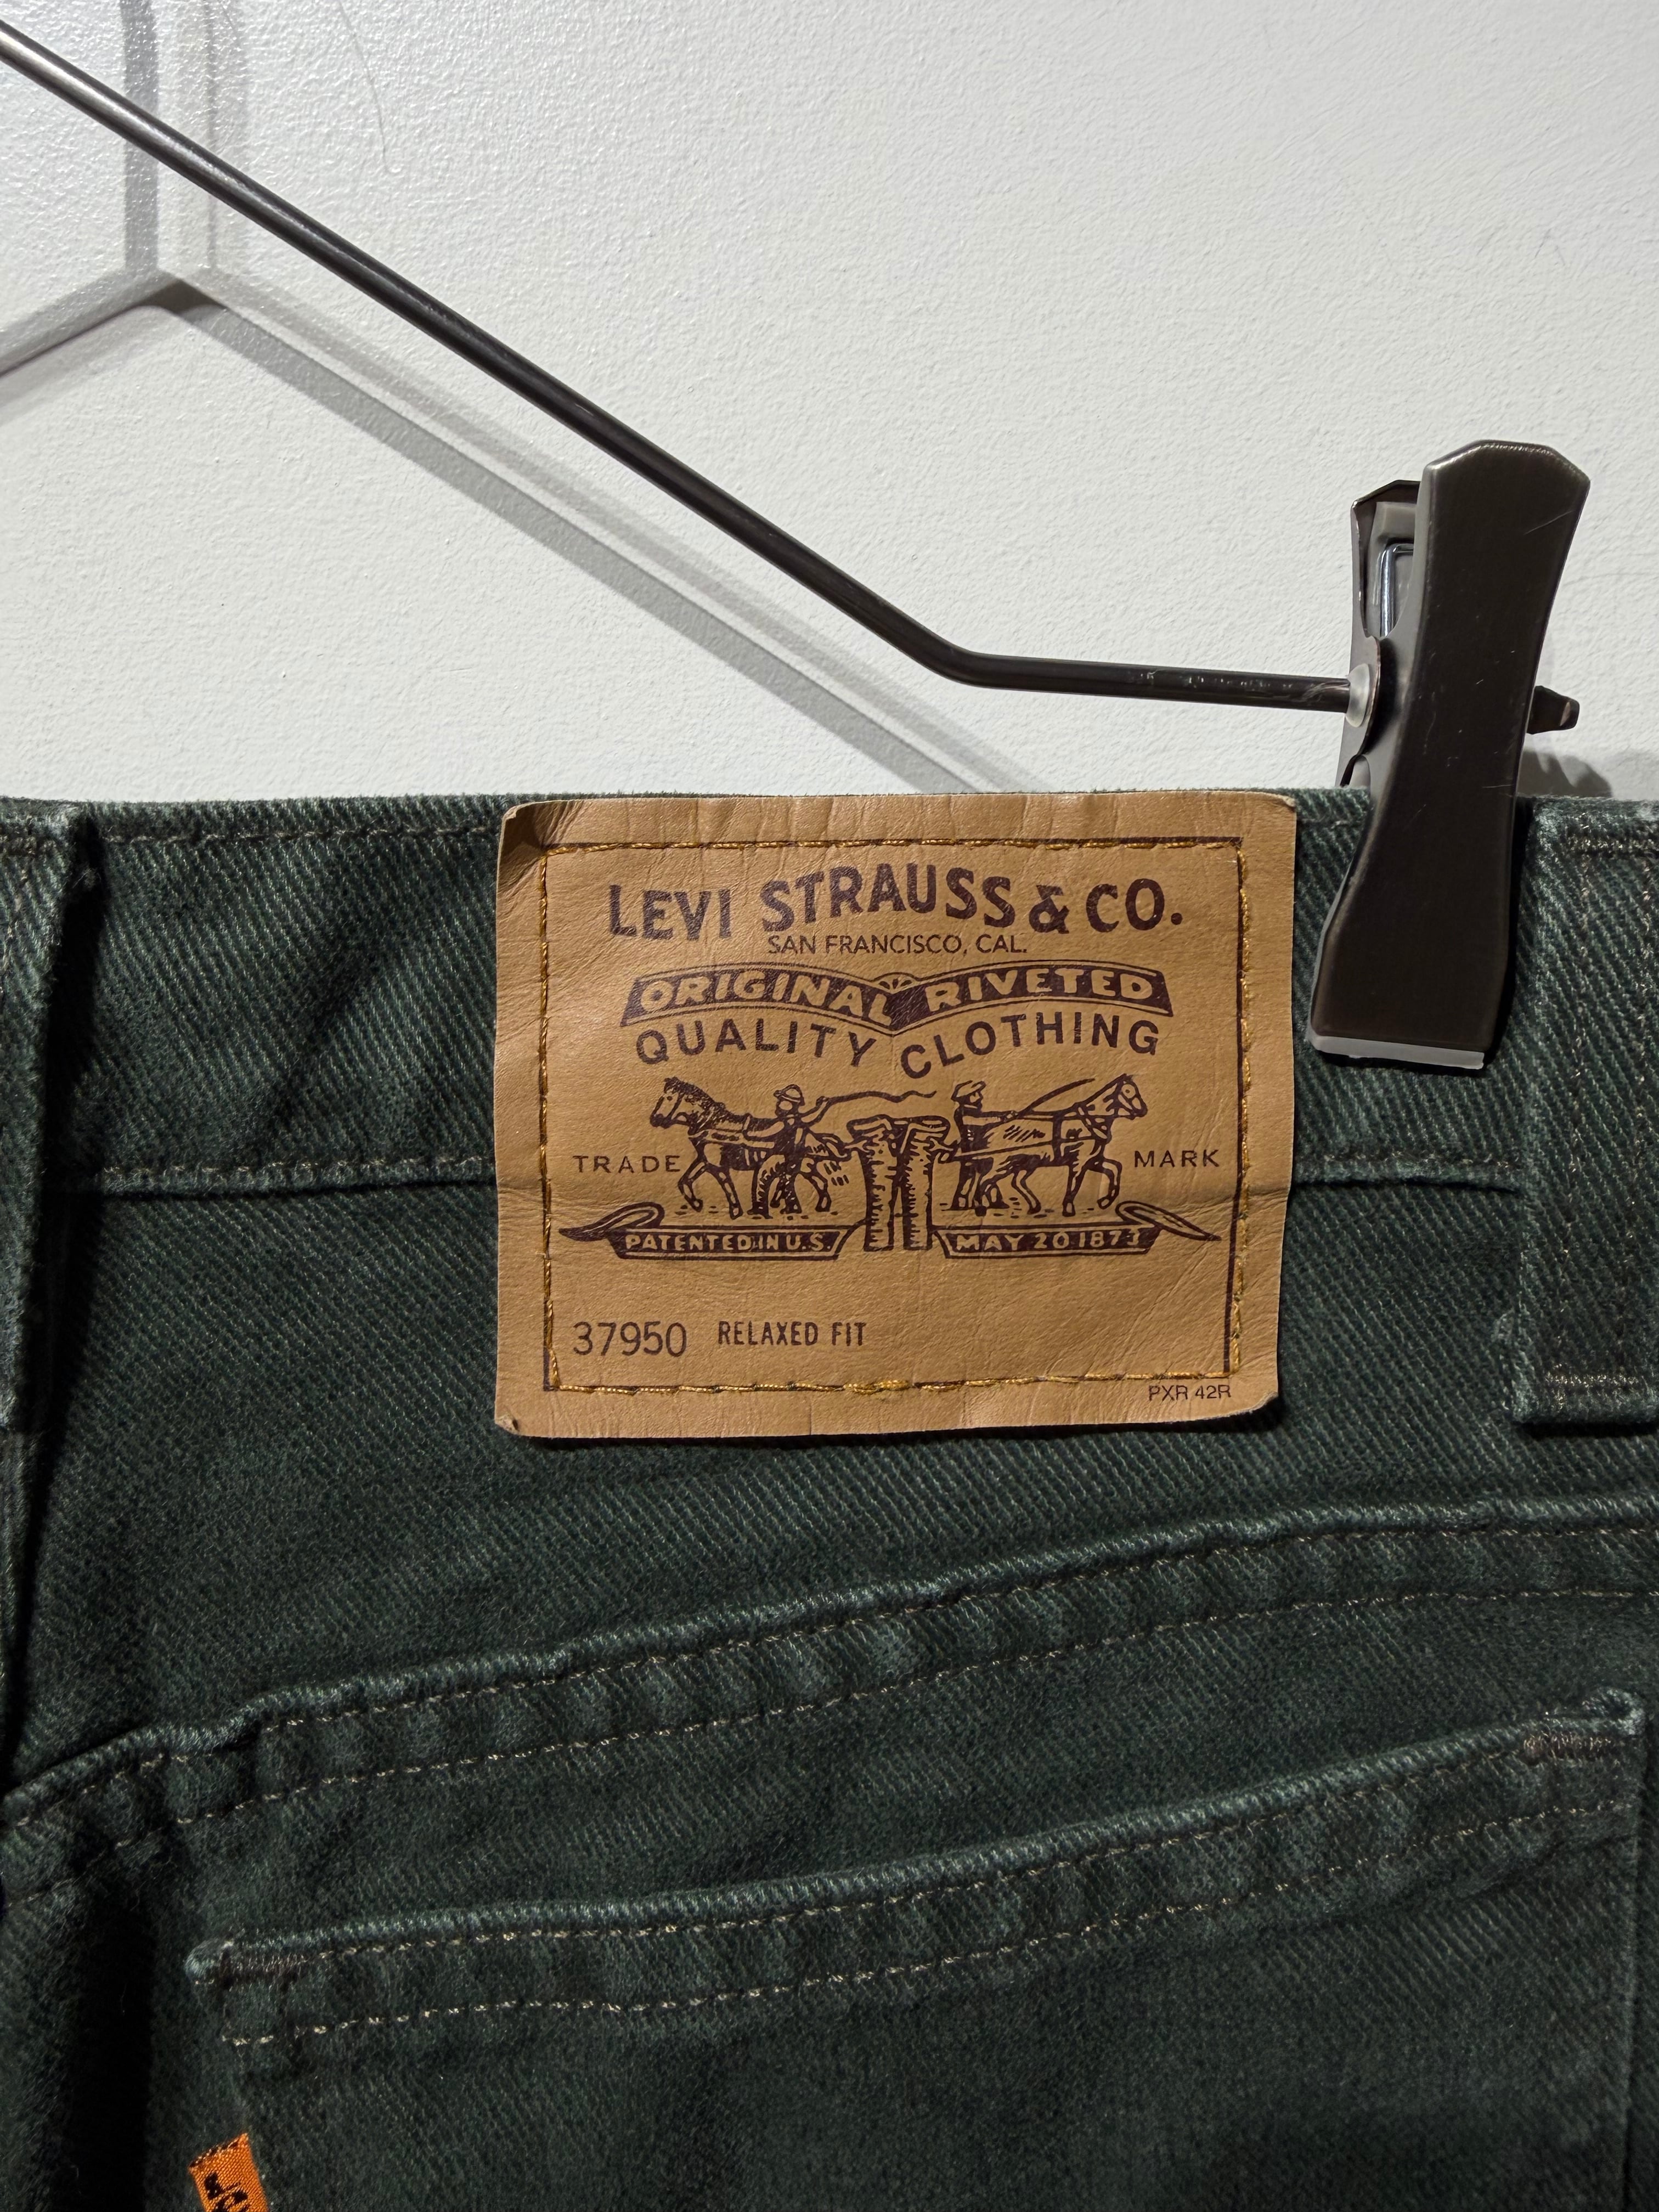 LEVI STRAUSS & CO.
SAN FRANCISCO, CAL.
ORIGINAL RIVETED
QUALITY CLOTHING
TRADE MARK
PATENTED IN U.S. MAY 20 1873
37950 RELAXED FIT
PXR 42R